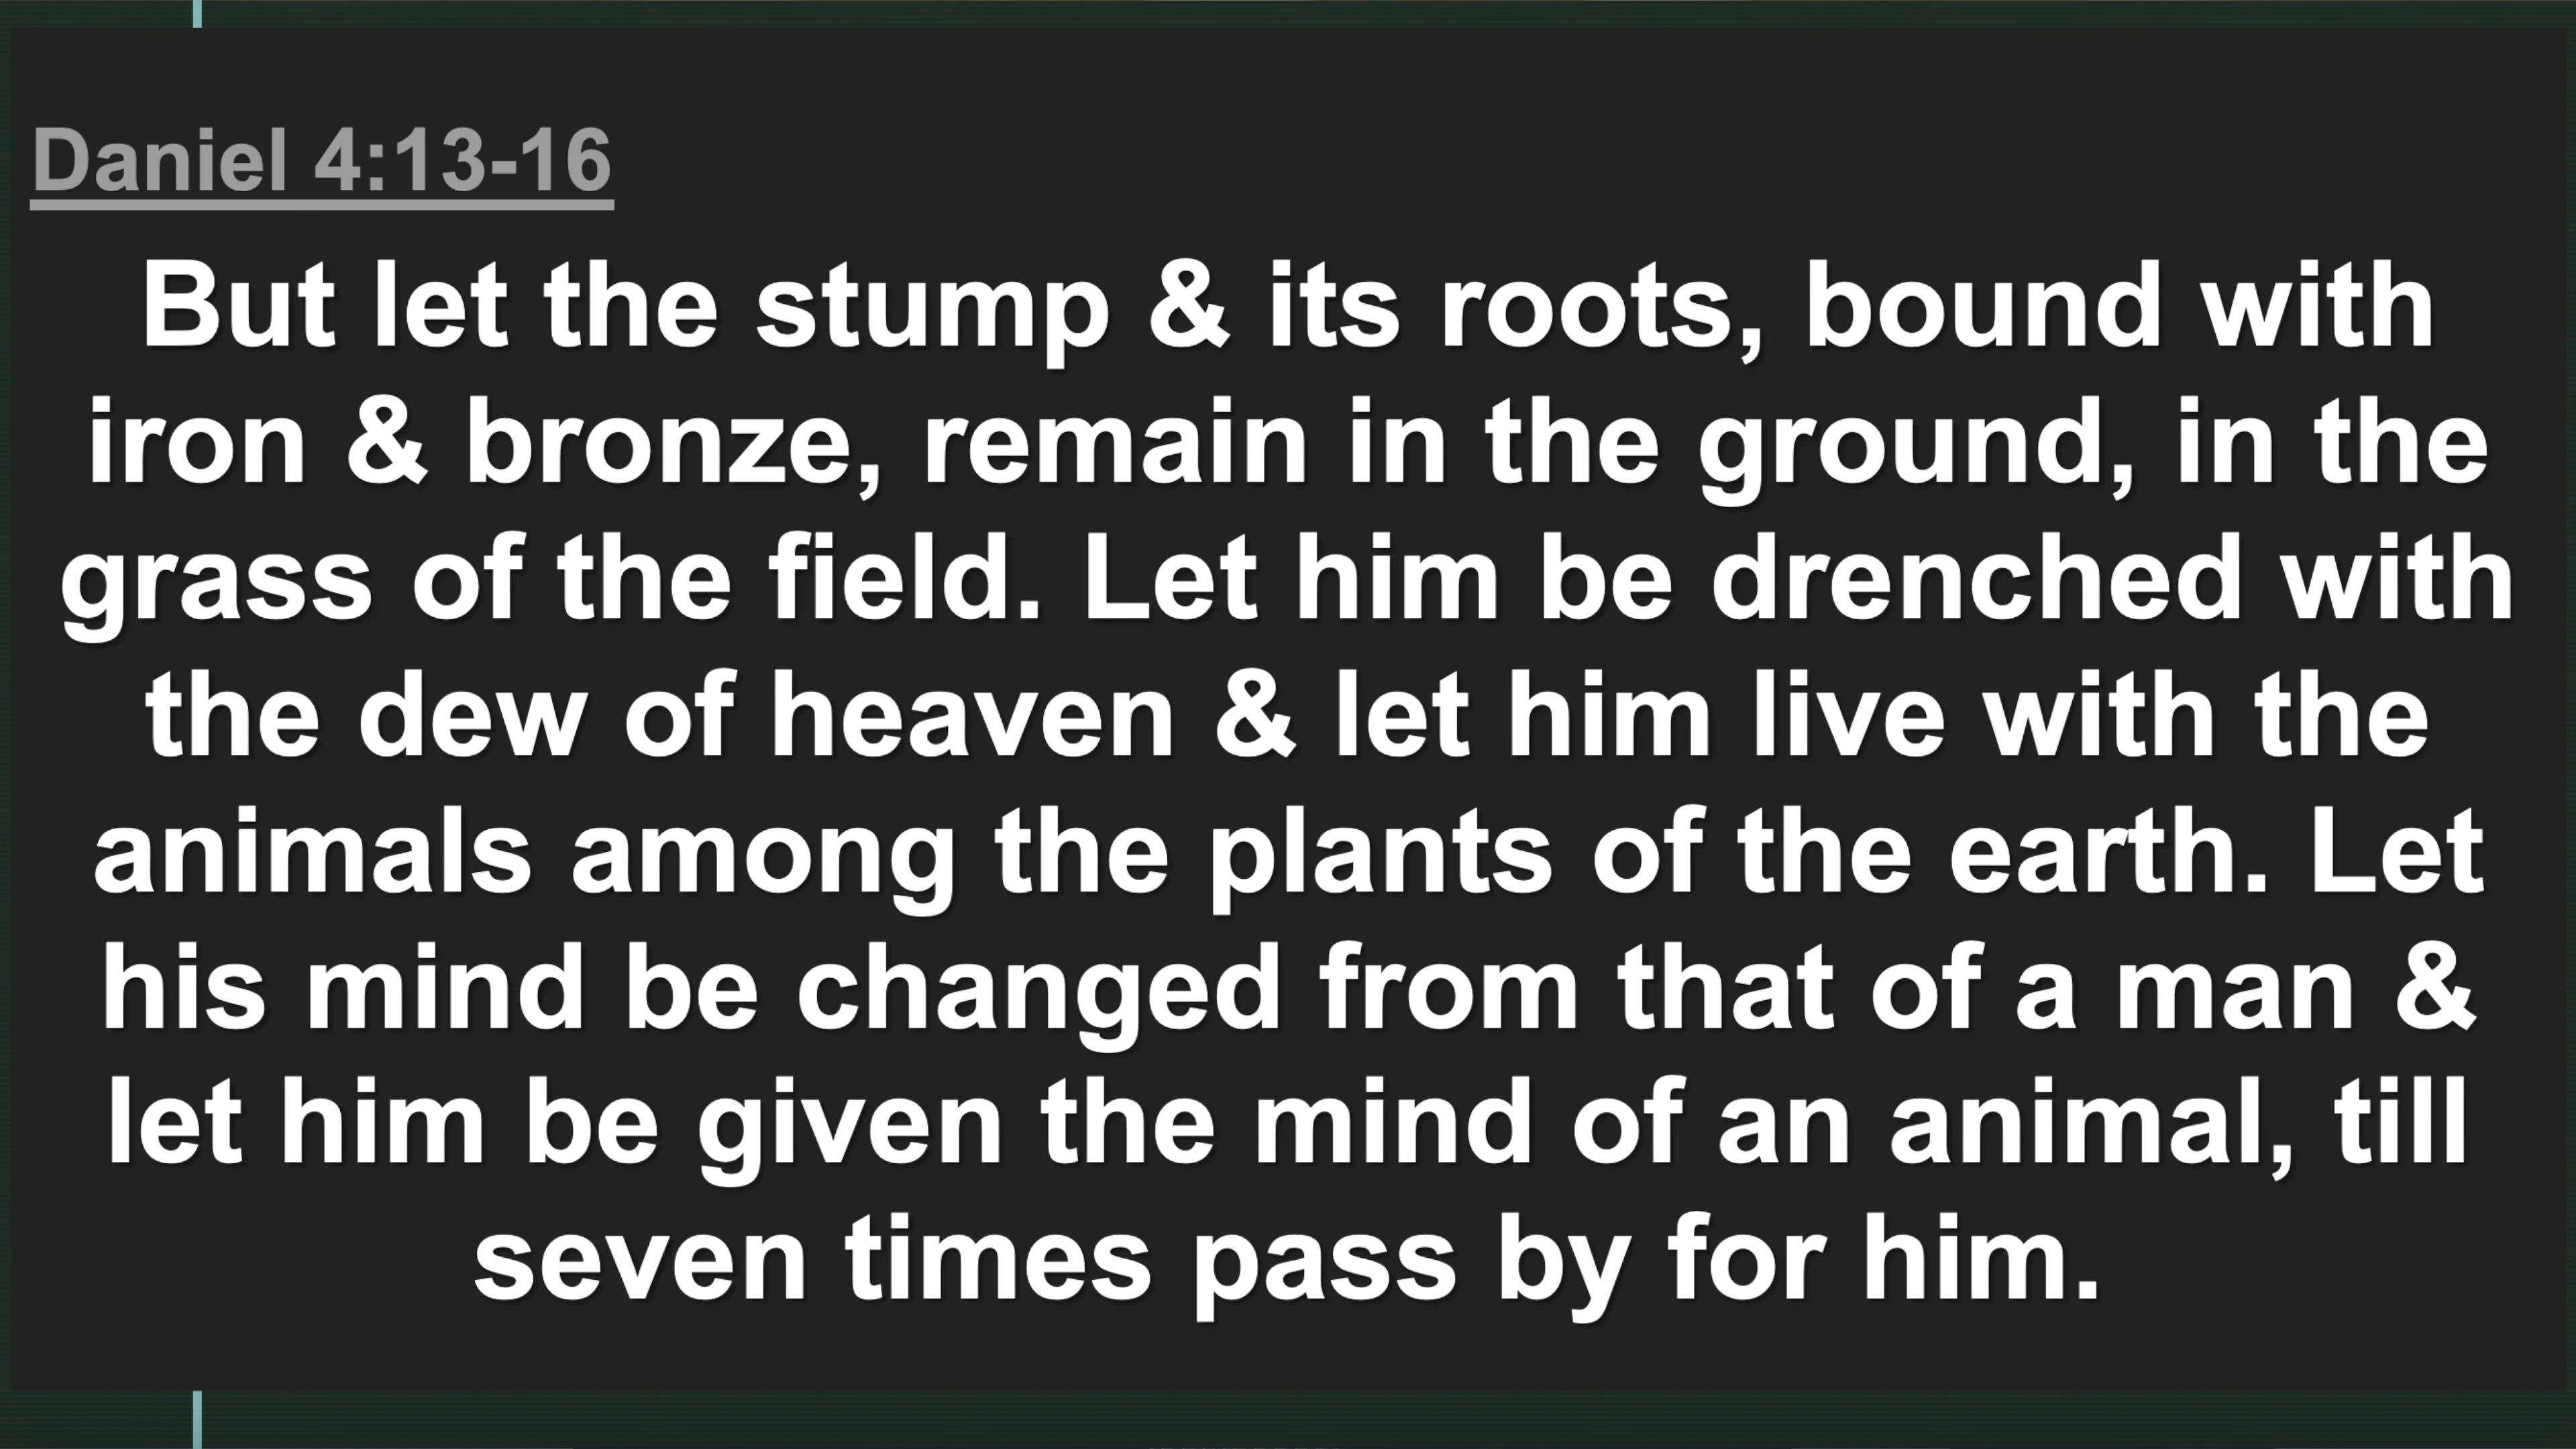 Daniel 4:13-16
But let the stump & its roots, bound with
iron & bronze, remain in the ground, in the
grass of the field. Let him be drenched with
the dew of heaven & let him live with the
animals among the plants of the earth. Let
his mind be changed from that of a man &
let him be given the mind of an animal, till
seven times pass by for him.